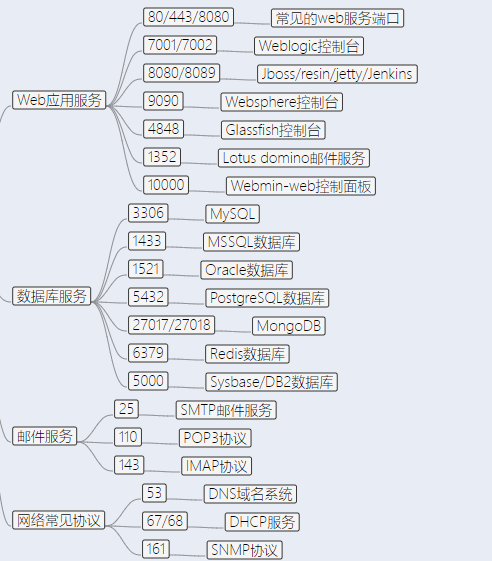 Web应用服务
80/443/8080 常见的web服务端口
7001/7002 Weblogic控制台
8080/8089 Jboss/resin/jetty/Jenkins
9090 Websphere控制台
4848 Glassfish控制台
1352 Lotus domino邮件服务
10000 Webmin-web控制面板
数据库服务
3306 MySQL
1433 MSSQL数据库
1521 Oracle数据库
5432 PostgreSQL数据库
27017/27018 MongoDB
6379 Redis数据库
5000 Sysbase/DB2数据库
邮件服务
25 SMTP邮件服务
110 POP3协议
143 IMAP协议
网络常见协议
53 DNS域名系统
67/68 DHCP服务
161 SNMP协议